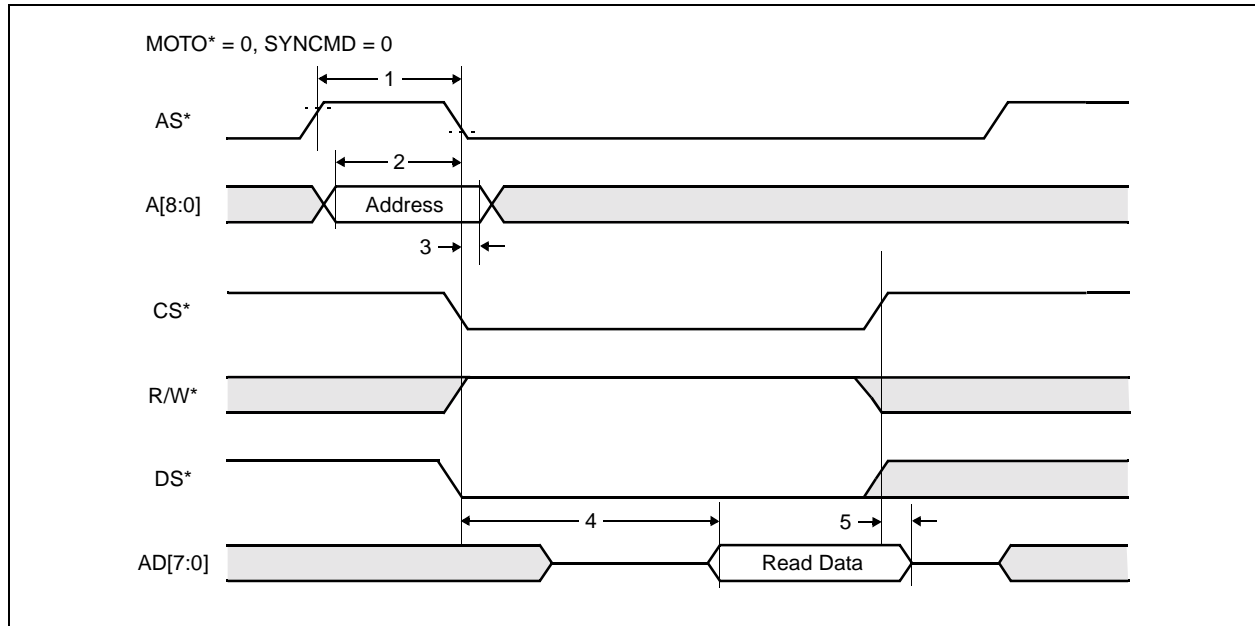 MOTO* = 0, SYNCMD = 0
1
AS*
2
A[8:0]
Address
3
CS*
R/W*
DS*
4
5
AD[7:0]
Read Data